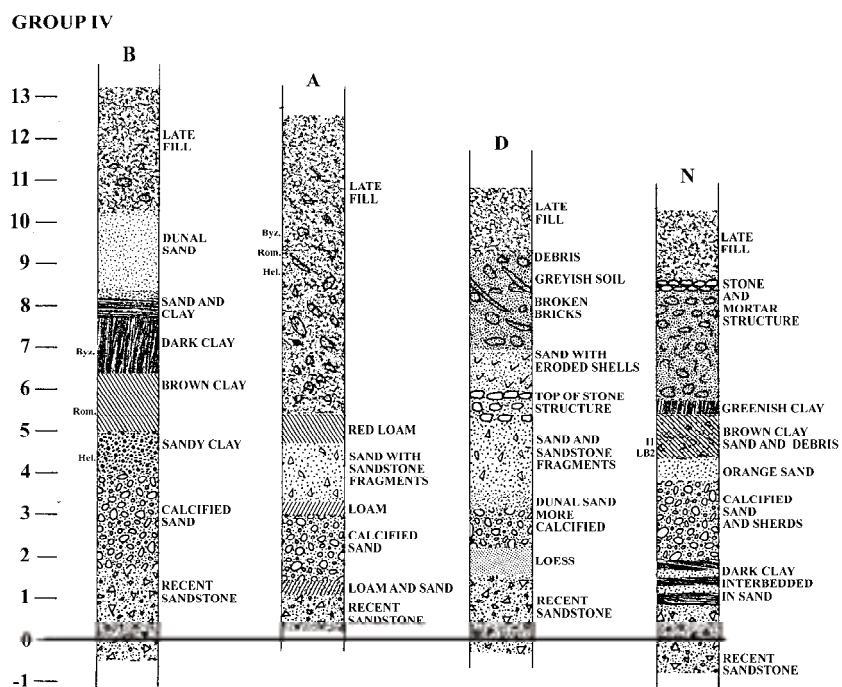 GROUP IV
B
A
D
N
13
12
11
10
9
8
7
6
5
4
3
2
1
0
-1
LATE
FILL
DUNAL
SAND
SAND AND
CLAY
DARK CLAY
Byz.
BROWN CLAY
Rom.
SANDY CLAY
Hel.
CALCIFIED
SAND
RECENT
SANDSTONE
LATE
FILL
Byz.
Rom.
Hel.
RED LOAM
SAND WITH
SANDSTONE
FRAGMENTS
LOAM
CALCIFIED
SAND
LOAM AND SAND
RECENT
SANDSTONE
LATE
FILL
DEBRIS
GREYISH SOIL
BROKEN
BRICKS
SAND WITH
ERODED SHELLS
TOP OF STONE
STRUCTURE
SAND AND
SANDSTONE
FRAGMENTS
DUNAL SAND
MORE
CALCIFIED
LOESS
RECENT
SANDSTONE
LATE
FILL
STONE
AND
MORTAR
STRUCTURE
GREENISH CLAY
BROWN CLAY
SAND AND DEBRIS
LB2
ORANGE SAND
CALCIFIED
SAND
AND SHERDS
DARK CLAY
INTERBEDDED
IN SAND
RECENT
SANDSTONE